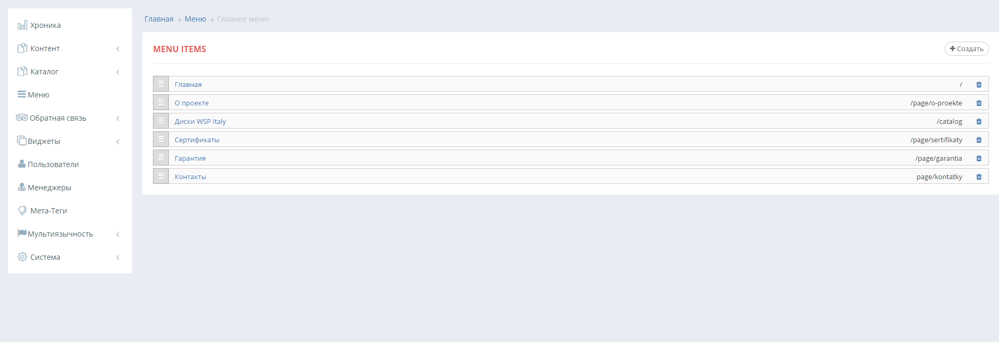 Хроника
Контент
Каталог
Меню
Обратная связь
Виджеты
Пользователи
Менеджеры
Мета-Теги
Мультиязычность
Система
Главная Меню Главное меню
MENU ITEMS
Создать
Главная /
О проекте /page/o-proekte
Диски WSP Italy /catalog
Сертификаты /page/sertifikaty
Гарантия /page/garantia
Контакты page/kontatky